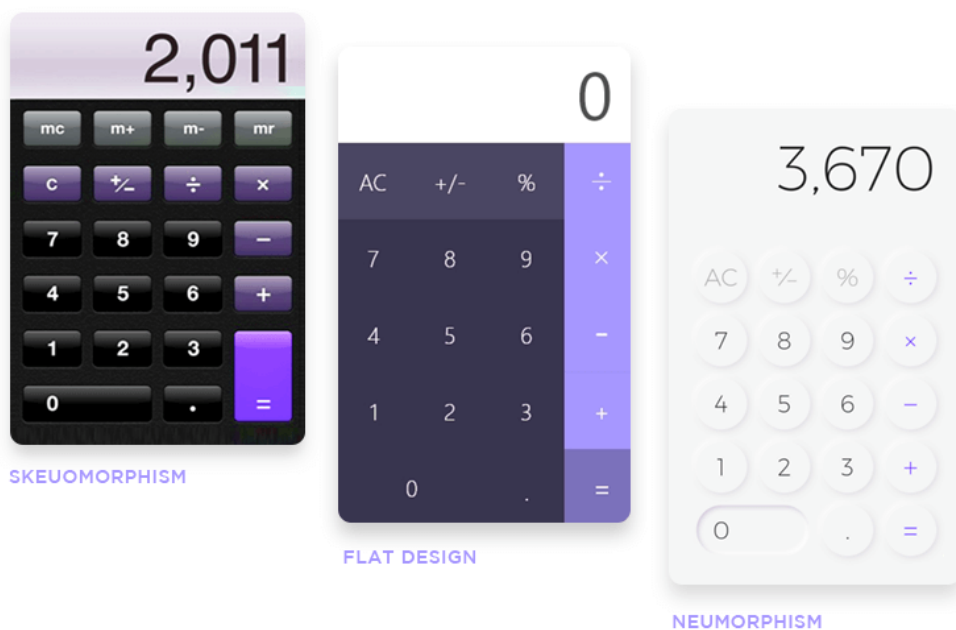 2,011
mc m+ m- mr
c +/− ÷ ×
7 8 9 −
4 5 6 +
1 2 3
0 . =
SKEUOMORPHISM
0
AC +/- % ÷
7 8 9 ×
4 5 6 −
1 2 3 +
0 . =
FLAT DESIGN
3,670
AC +/− % ÷
7 8 9 ×
4 5 6 −
1 2 3 +
0 . =
NEUMORPHISM